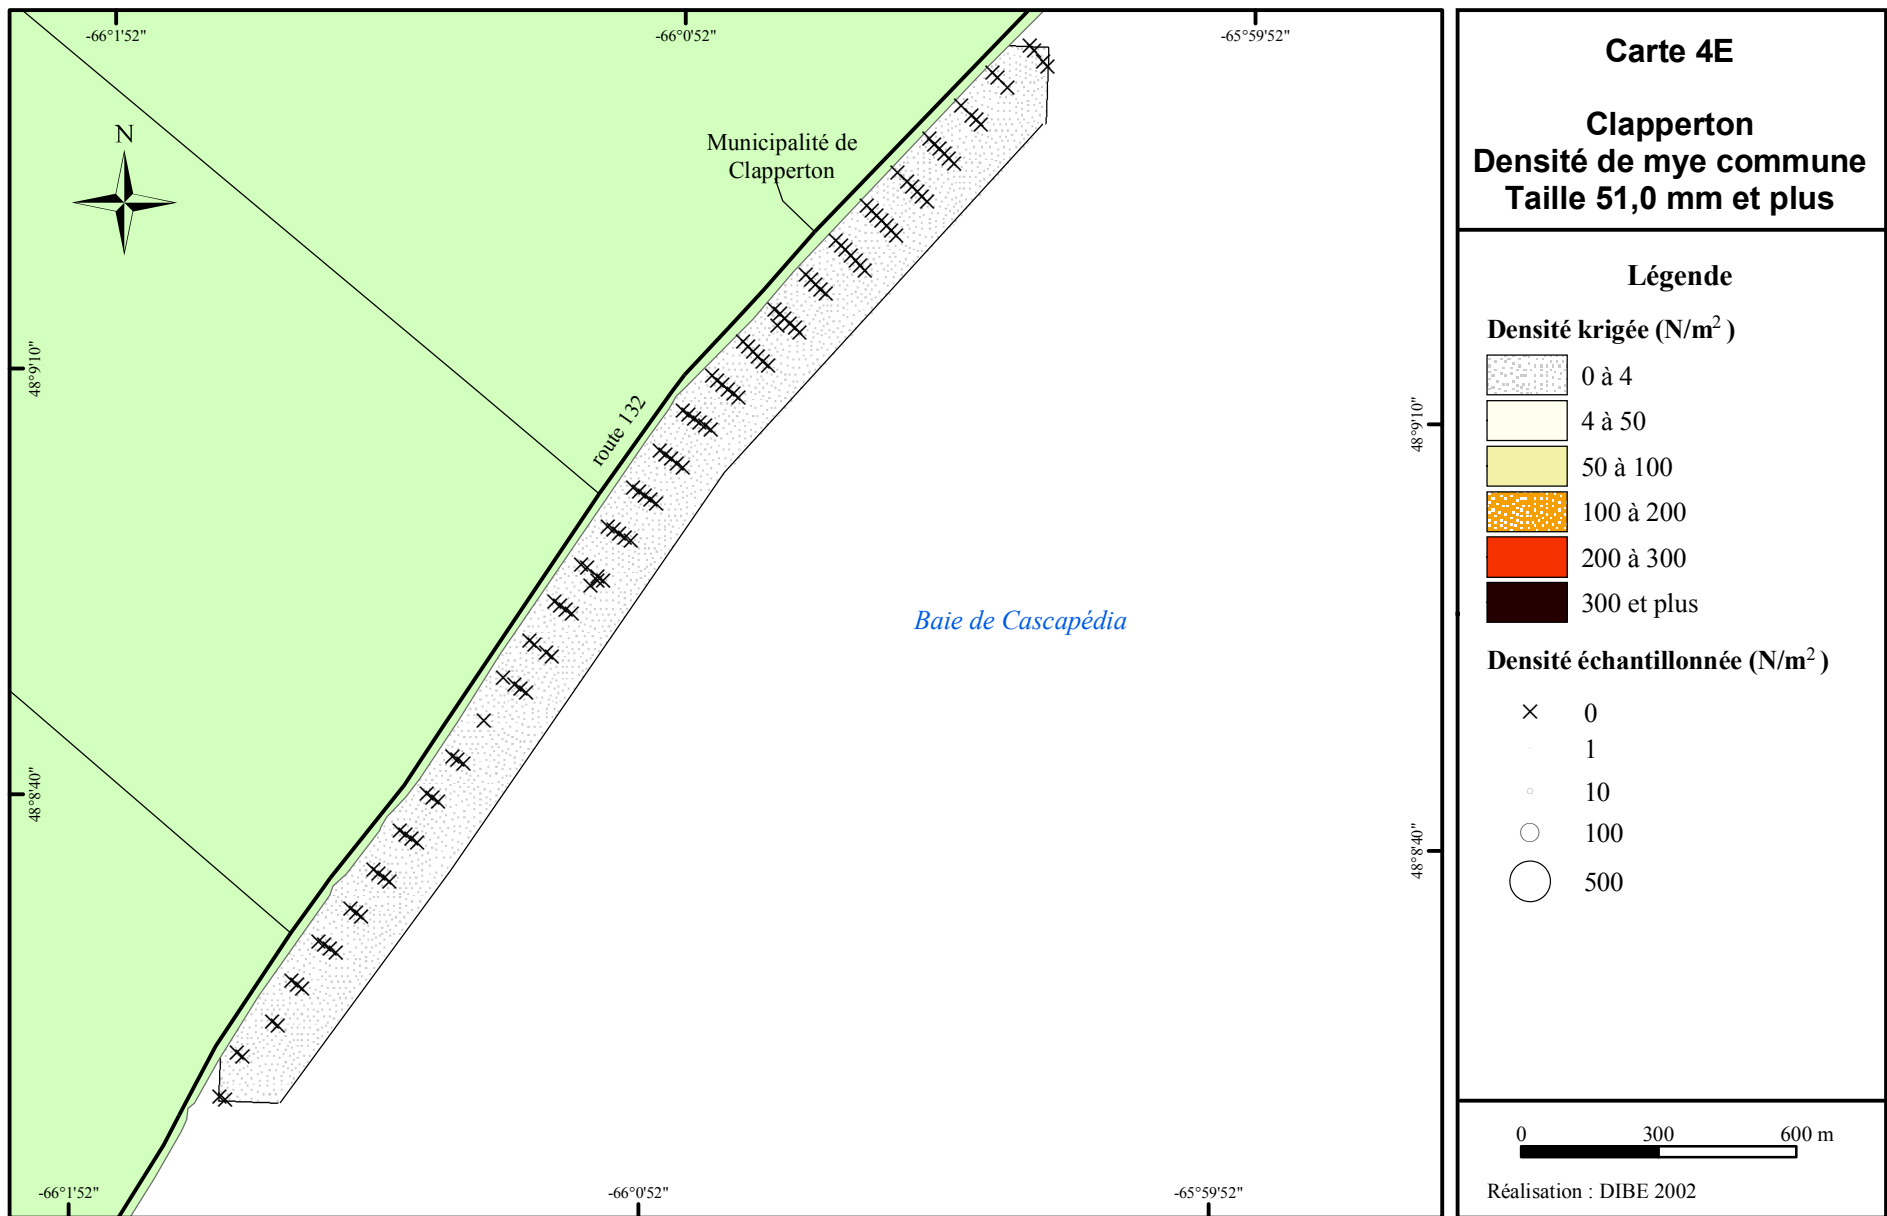 -66°1'52"
-66°0'52"
-65°59'52"
N
Municipalité de
Clapperton
48°9'10"
48°9'10"
route 132
Baie de Cascapédia
48°8'40"
48°8'40"
-66°1'52"
-66°0'52"
-65°59'52"
Carte 4E
Clapperton
Densité de mye commune
Taille 51,0 mm et plus
Légende
Densité krigée (N/m²)
0 à 4
4 à 50
50 à 100
100 à 200
200 à 300
300 et plus
Densité échantillonnée (N/m²)
0
1
10
100
500
0 300 600 m
Réalisation : DIBE 2002